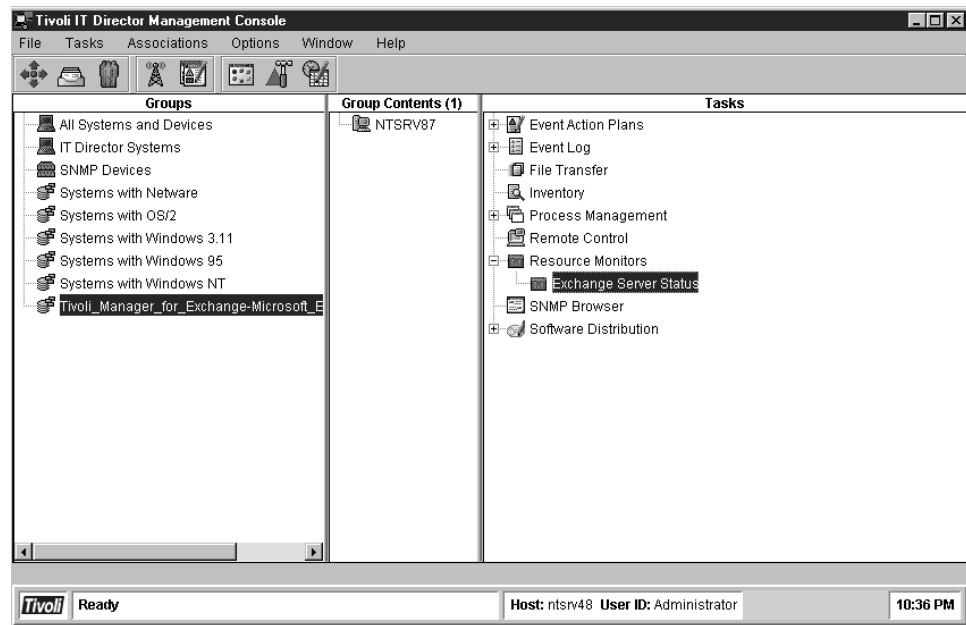 Tivoli IT Director Management Console
File Tasks Associations Options Window Help
Groups
All Systems and Devices
IT Director Systems
SNMP Devices
Systems with Netware
Systems with OS/2
Systems with Windows 3.11
Systems with Windows 95
Systems with Windows NT
Tivoli_Manager_for_Exchange-Microsoft_E
Group Contents (1)
NTSRV87
Tasks
Event Action Plans
Event Log
File Transfer
Inventory
Process Management
Remote Control
Resource Monitors
Exchange Server Status
SNMP Browser
Software Distribution
Tivoli Ready Host: ntsrv48 User ID: Administrator 10:36 PM